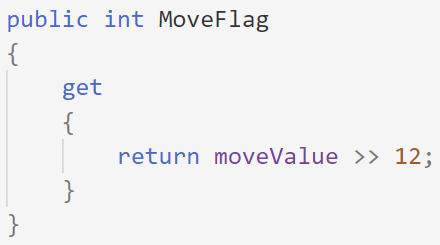 public int MoveFlag
{
    get
    {
        return moveValue >> 12;
    }
}